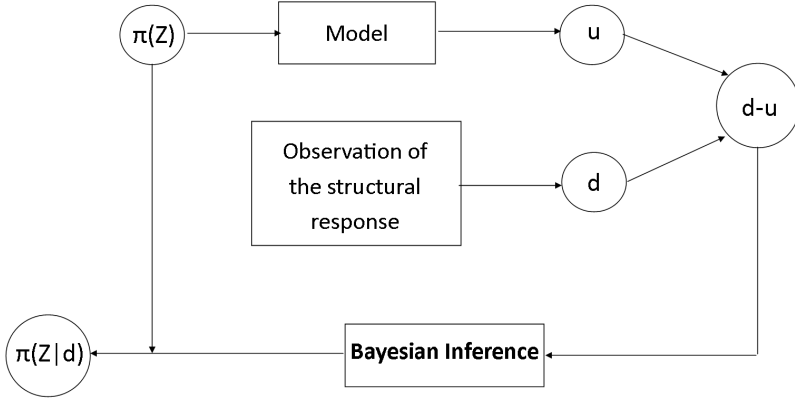 π(Z)
Model
u
d-u
Observation of
the structural
response
d
π(Z|d)
Bayesian Inference